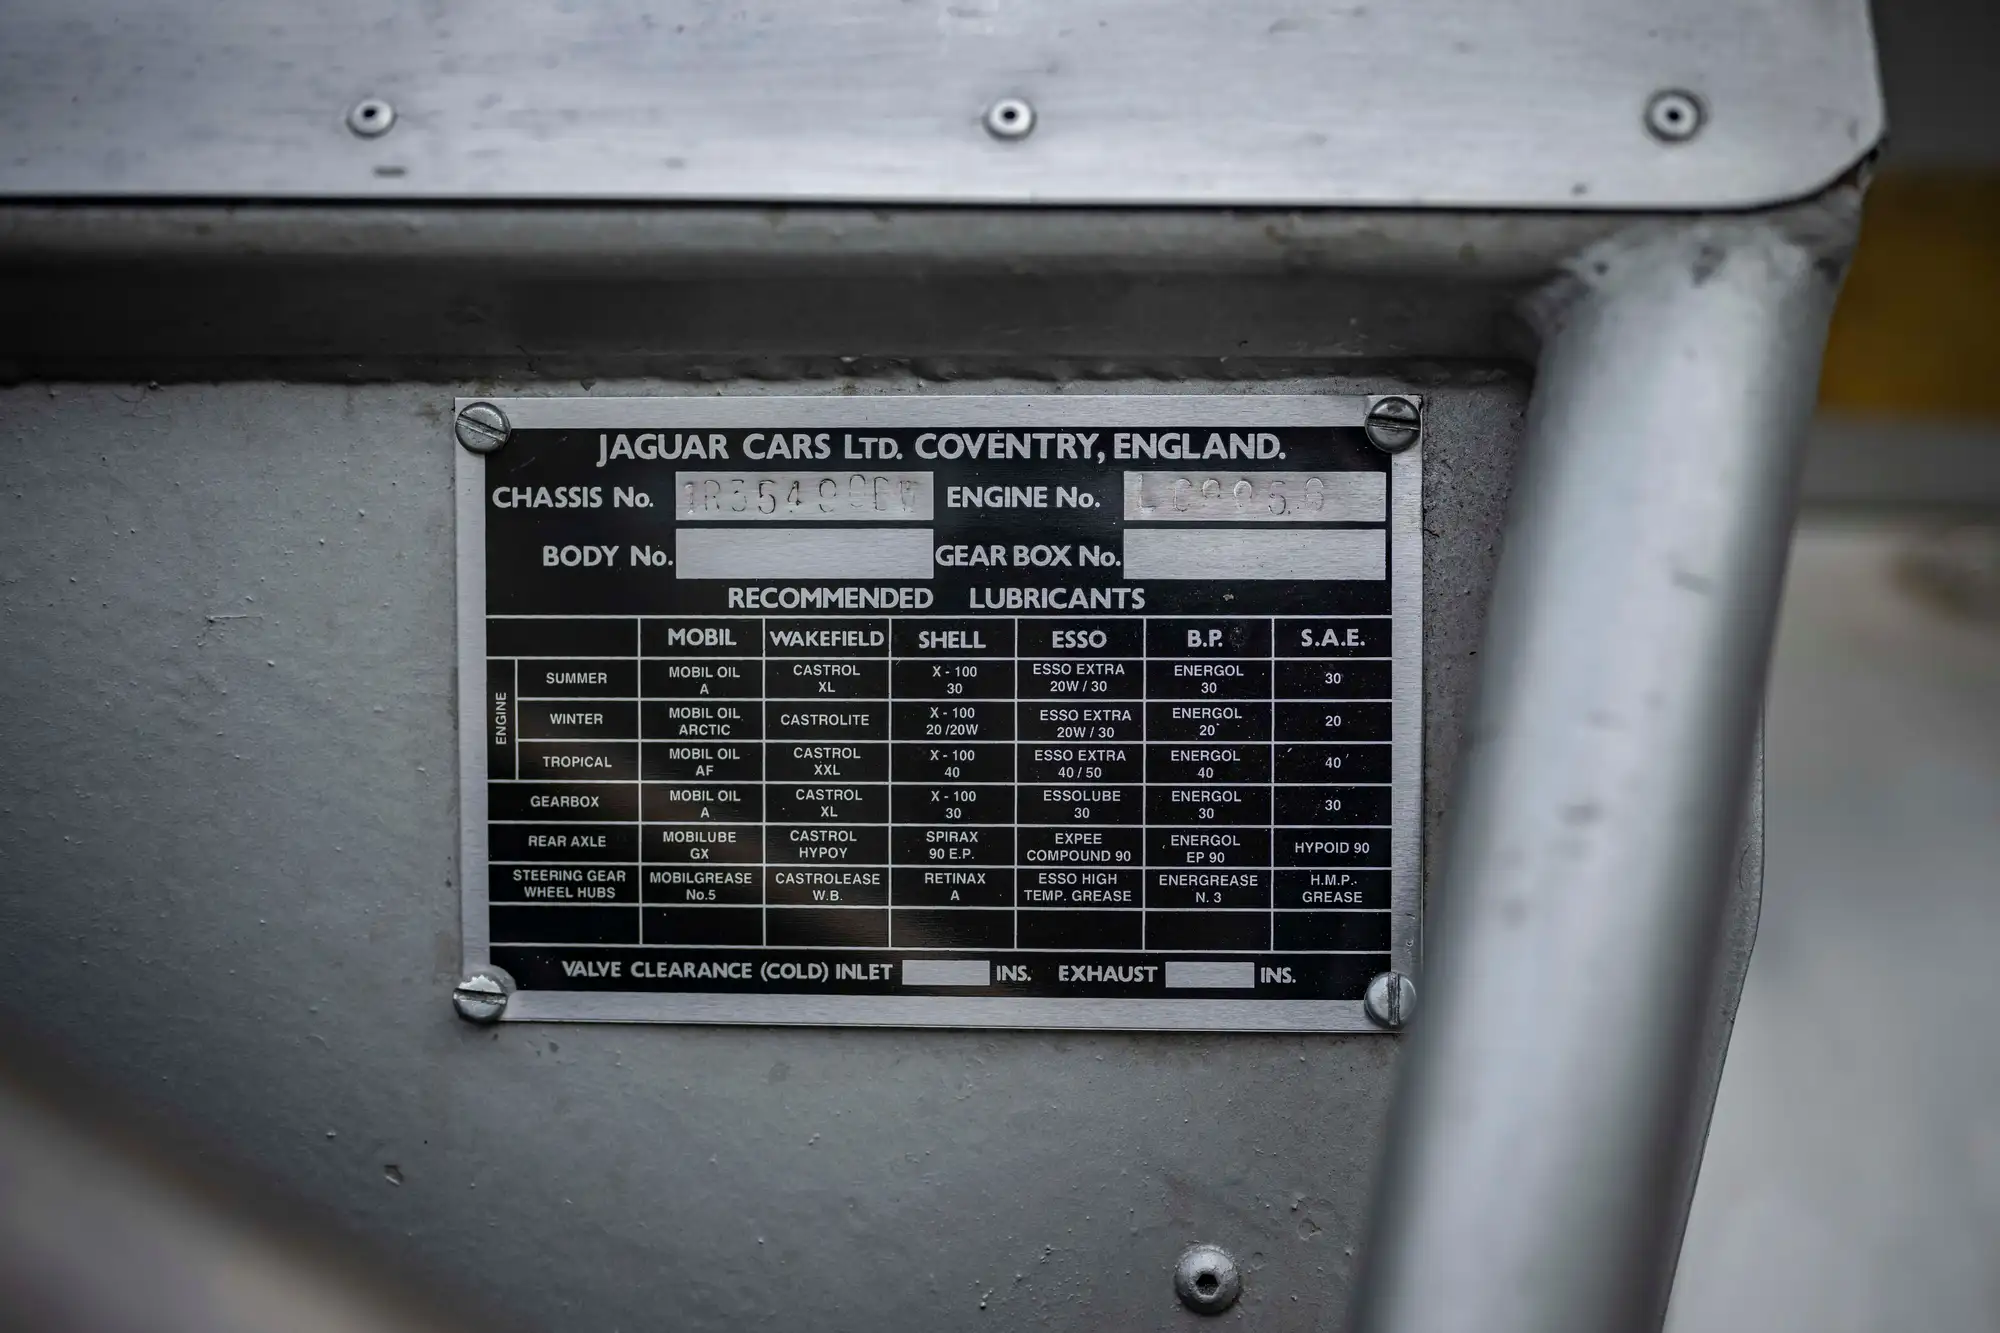 JAGUAR CARS LTD. COVENTRY, ENGLAND.
CHASSIS No. ENGINE No.
BODY No. GEAR BOX No.
RECOMMENDED LUBRICANTS
MOBIL WAKEFIELD SHELL ESSO B.P. S.A.E.
ENGINE
SUMMER MOBIL OIL A CASTROL XL X - 100 30 ESSO EXTRA 20W / 30 ENERGOL 30 30
WINTER MOBIL OIL ARCTIC CASTROLITE X - 100 20 /20W ESSO EXTRA 20W / 30 ENERGOL 20 20
TROPICAL MOBIL OIL AF CASTROL XXL X - 100 40 ESSO EXTRA 40 / 50 ENERGOL 40 40
GEARBOX MOBIL OIL A CASTROL XL X - 100 30 ESSOLUBE 30 ENERGOL 30 30
REAR AXLE MOBILUBE GX CASTROL HYPOY SPIRAX 90 E.P. EXPEE COMPOUND 90 ENERGOL EP 90 HYPOID 90
STEERING GEAR WHEEL HUBS MOBILGREASE No.5 CASTROLEASE W.B. RETINAX A ESSO HIGH TEMP. GREASE ENERGREASE N. 3 H.M.P. GREASE
VALVE CLEARANCE (COLD) INLET INS. EXHAUST INS.